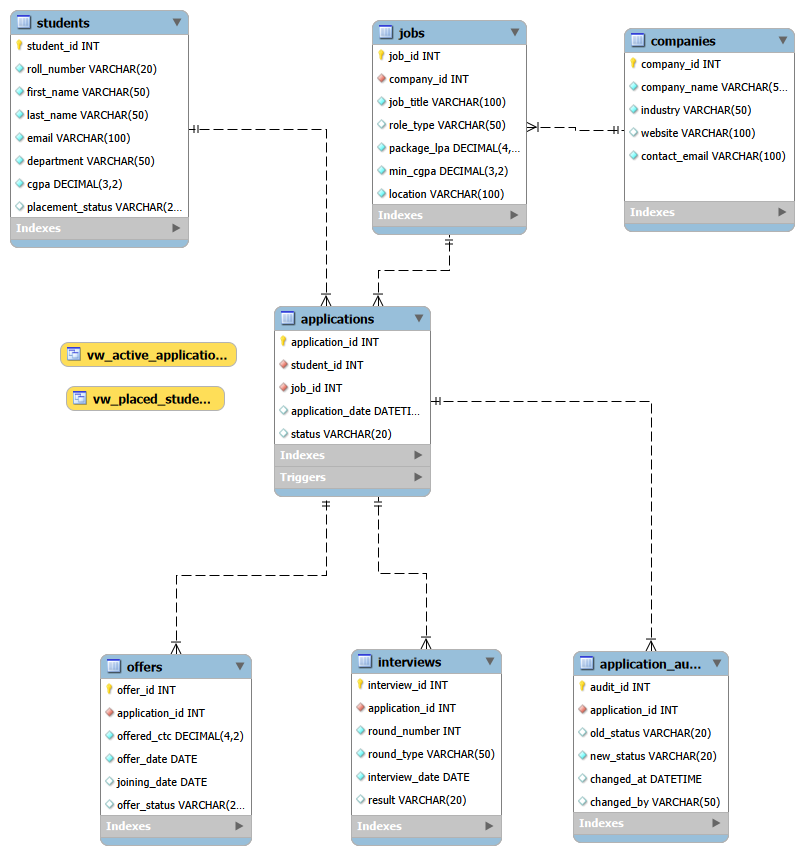 students
student_id INT
roll_number VARCHAR(20)
first_name VARCHAR(50)
last_name VARCHAR(50)
email VARCHAR(100)
department VARCHAR(50)
cgpa DECIMAL(3,2)
placement_status VARCHAR(2...
Indexes
jobs
job_id INT
company_id INT
job_title VARCHAR(100)
role_type VARCHAR(50)
package_lpa DECIMAL(4,...
min_cgpa DECIMAL(3,2)
location VARCHAR(100)
Indexes
companies
company_id INT
company_name VARCHAR(5...
industry VARCHAR(50)
website VARCHAR(100)
contact_email VARCHAR(100)
Indexes
vw_active_applicatio...
vw_placed_stude...
applications
application_id INT
student_id INT
job_id INT
application_date DATETI...
status VARCHAR(20)
Indexes
Triggers
offers
offer_id INT
application_id INT
offered_ctc DECIMAL(4,2)
offer_date DATE
joining_date DATE
offer_status VARCHAR(2...
Indexes
interviews
interview_id INT
application_id INT
round_number INT
round_type VARCHAR(50)
interview_date DATE
result VARCHAR(20)
Indexes
application_au...
audit_id INT
application_id INT
old_status VARCHAR(20)
new_status VARCHAR(20)
changed_at DATETIME
changed_by VARCHAR(50)
Indexes